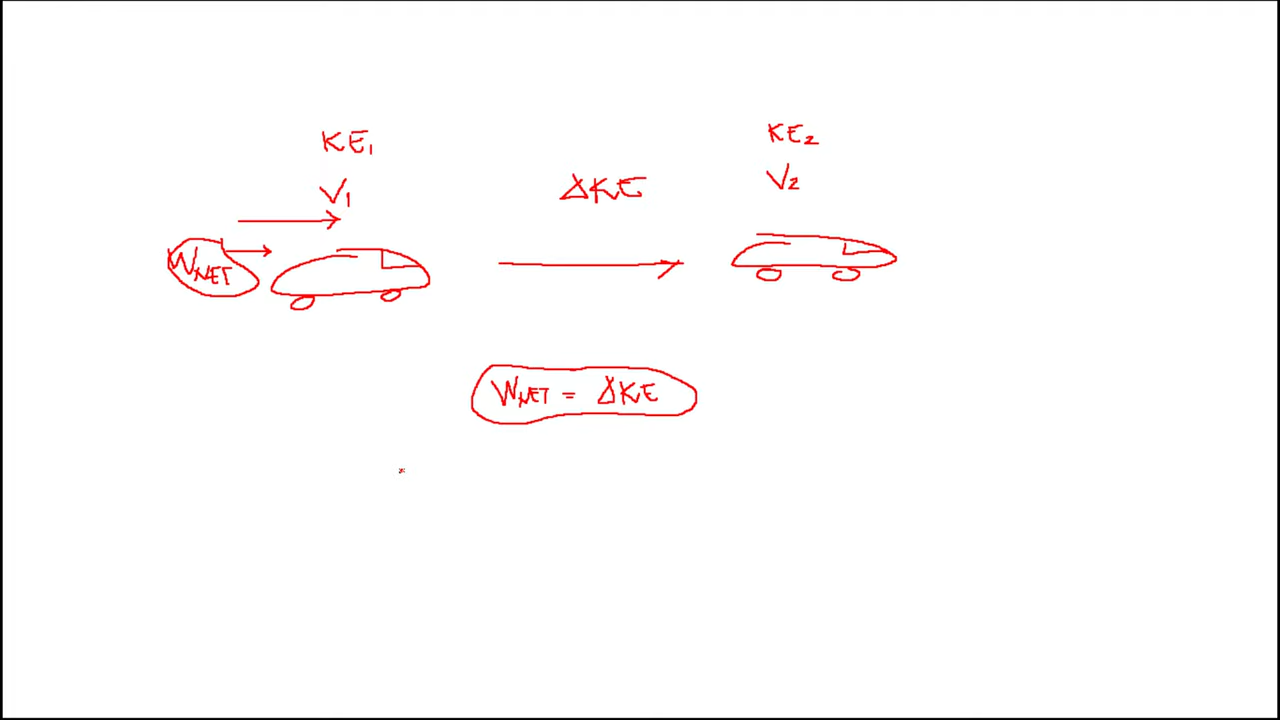 KE₁
V₁
W_NET
ΔKE
KE₂
V₂
W_NET = ΔKE